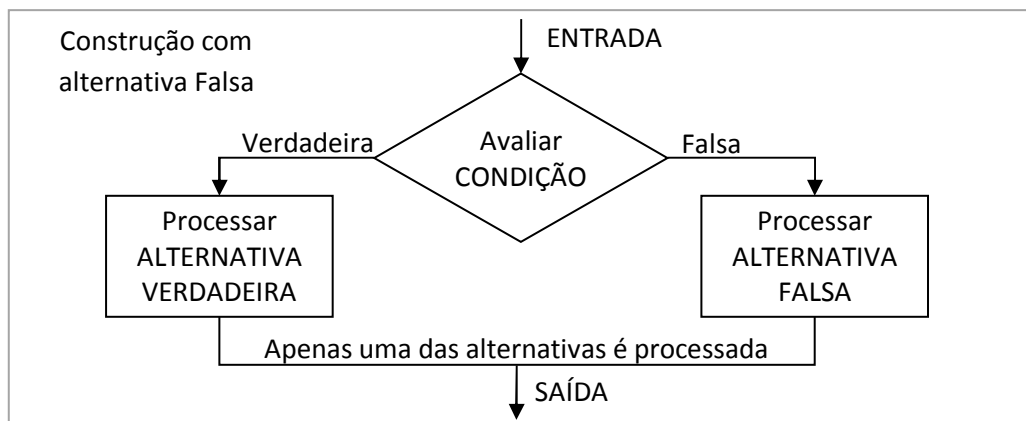 Construção com
alternativa Falsa
ENTRADA
Verdadeira
Avaliar
CONDIÇÃO
Falsa
Processar
ALTERNATIVA
VERDADEIRA
Processar
ALTERNATIVA
FALSA
Apenas uma das alternativas é processada
SAÍDA